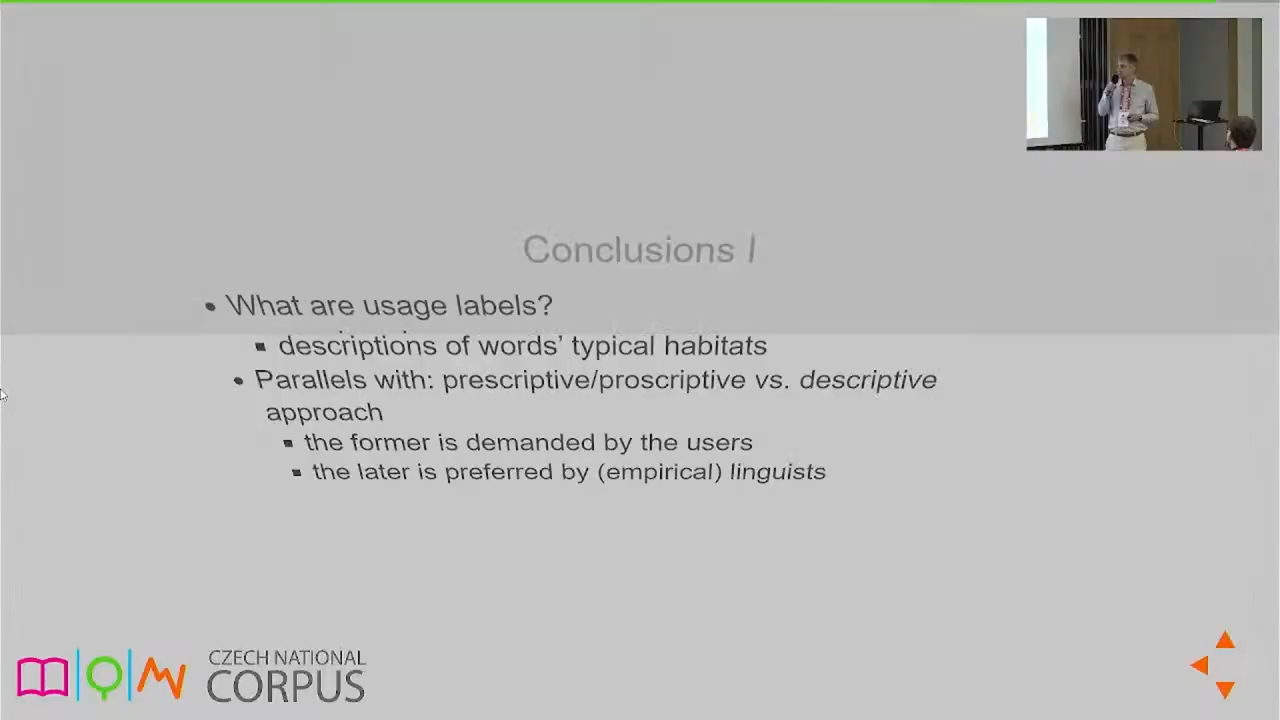 Conclusions I
• What are usage labels?
▪ descriptions of words’ typical habitats
• Parallels with: prescriptive/proscriptive vs. descriptive
approach
▪ the former is demanded by the users
▪ the later is preferred by (empirical) linguists
CZECH NATIONAL
CORPUS